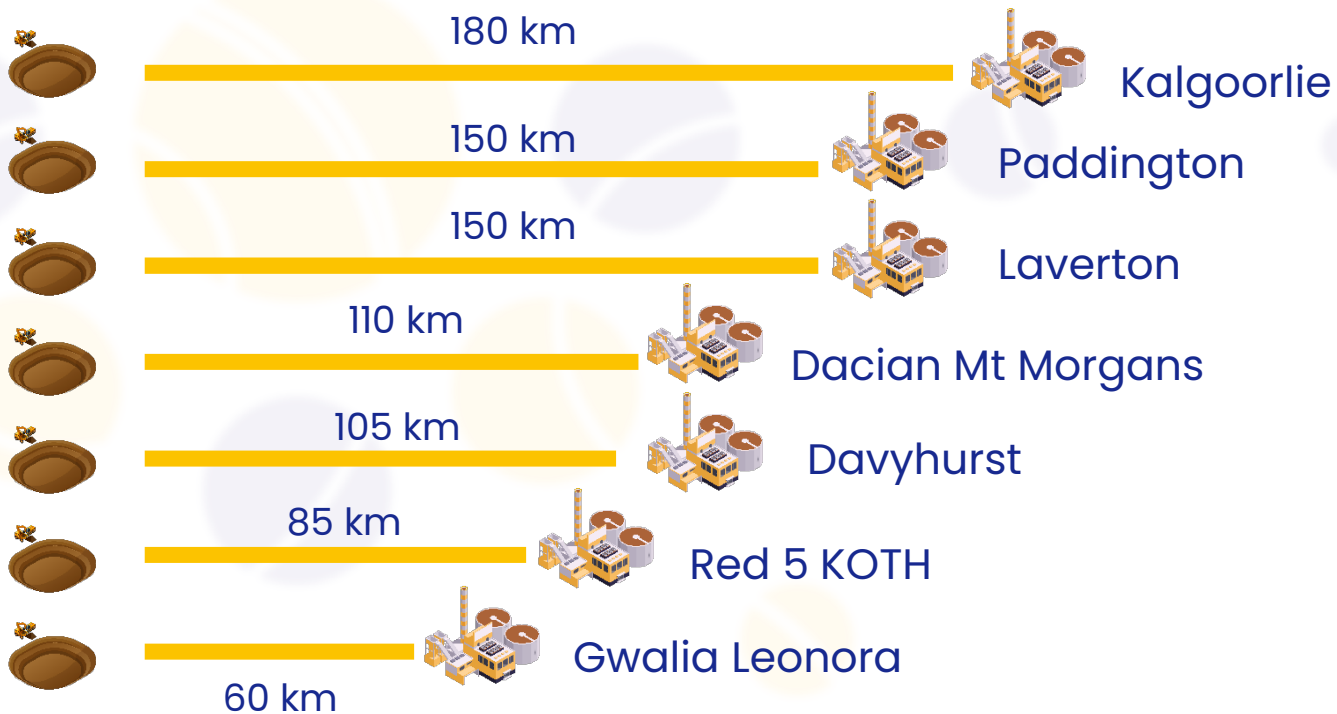 180 km
Kalgoorlie
150 km
Paddington
150 km
Laverton
110 km
Dacian Mt Morgans
105 km
Davyhurst
85 km
Red 5 KOTH
Gwalia Leonora
60 km